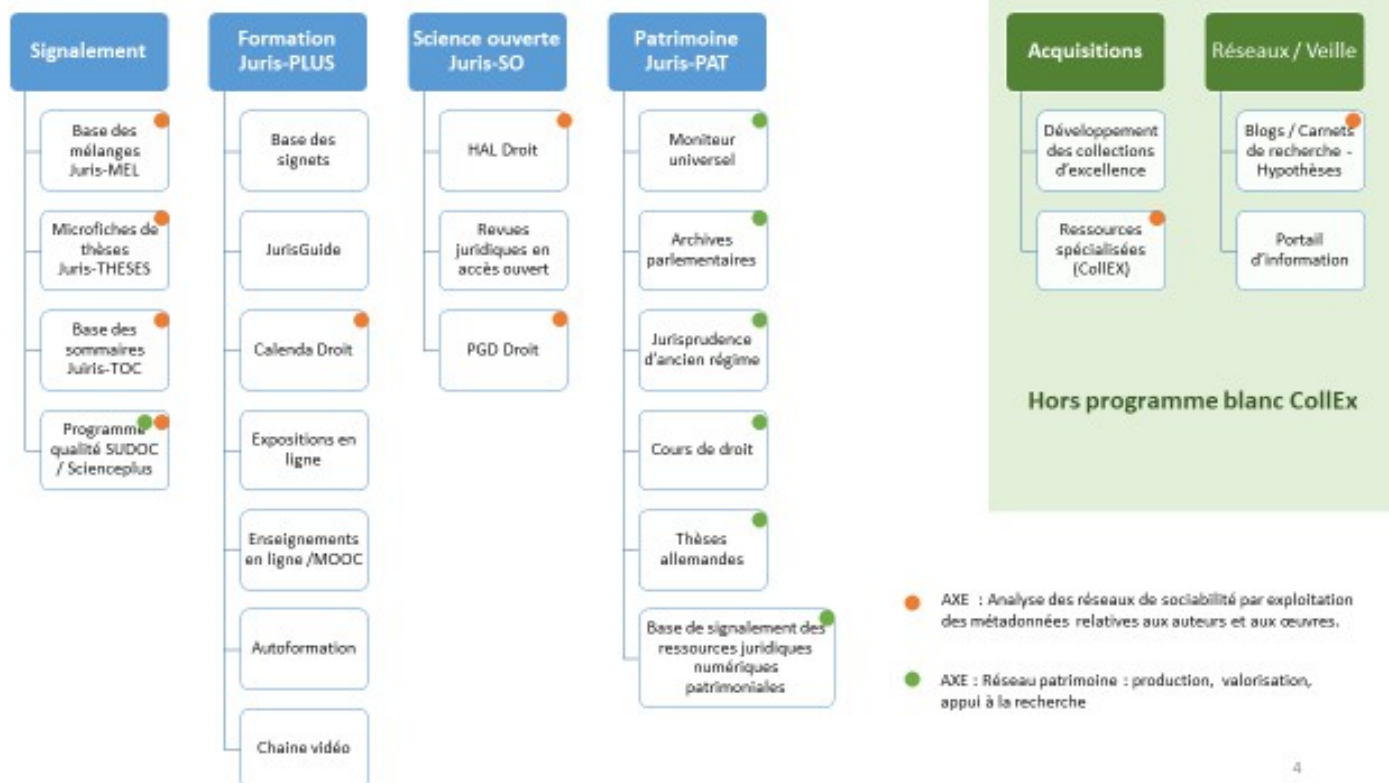 Signalement
Base des
mélanges
Juris-MEL
Microfiches de
thèses
Juris-THESES
Base des
sommaires
Juiris-TOC
Programme
qualité SUDOC
/ Scienceplus
Formation
Juris-PLUS
Base des
signets
JurisGuide
Calenda Droit
Expositions en
ligne
Enseignements
en ligne /MOOC
Autoformation
Chaine vidéo
Science ouverte
Juris-SO
HAL Droit
Revues
juridiques en
accès ouvert
PGD Droit
Patrimoine
Juris-PAT
Moniteur
universel
Archives
parlementaires
Jurisprudence
d'ancien régime
Cours de droit
Thèses
allemandes
Base de signalement des
ressources juridiques
numériques
patrimoniales
Acquisitions
Développement
des collections
d'excellence
Ressources
spécialisées
(CollEX)
Réseaux / Veille
Blogs / Carnets
de recherche -
Hypothèses
Portail
d'information
Hors programme blanc CollEx
AXE : Analyse des réseaux de sociabilité par exploitation
des métadonnées relatives aux auteurs et aux œuvres.
AXE : Réseau patrimoine : production, valorisation,
appui à la recherche
4